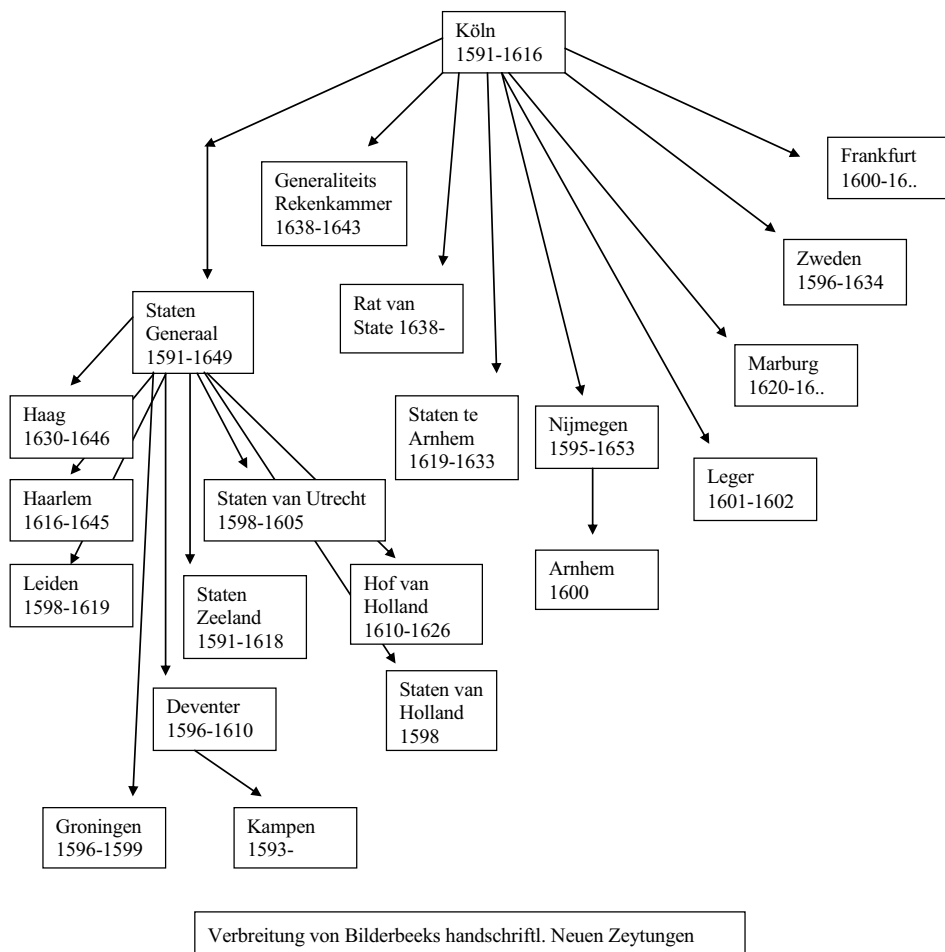 Köln
1591-1616
Frankfurt
1600-16..
Generaliteits
Rekenkammer
1638-1643
Zweden
1596-1634
Staten
Generaal
1591-1649
Rat van
State 1638-
Marburg
1620-16..
Haag
1630-1646
Staten te
Arnhem
1619-1633
Nijmegen
1595-1653
Leger
1601-1602
Haarlem
1616-1645
Staten van Utrecht
1598-1605
Leiden
1598-1619
Staten
Zeeland
1591-1618
Hof van
Holland
1610-1626
Arnhem
1600
Deventer
1596-1610
Staten van
Holland
1598
Groningen
1596-1599
Kampen
1593-
Verbreitung von Bilderbeeks handschriftl. Neuen Zeytungen